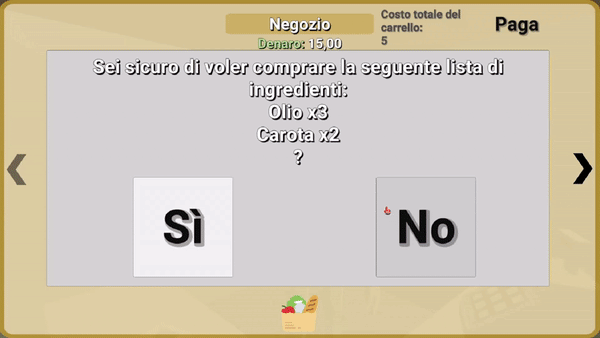 Negozio
Denaro: 15,00
Costo totale del
carrello:
5
Paga
Sei sicuro di voler comprare la seguente lista di
ingredienti:
Olio x3
Carota x2
?
Sì
No